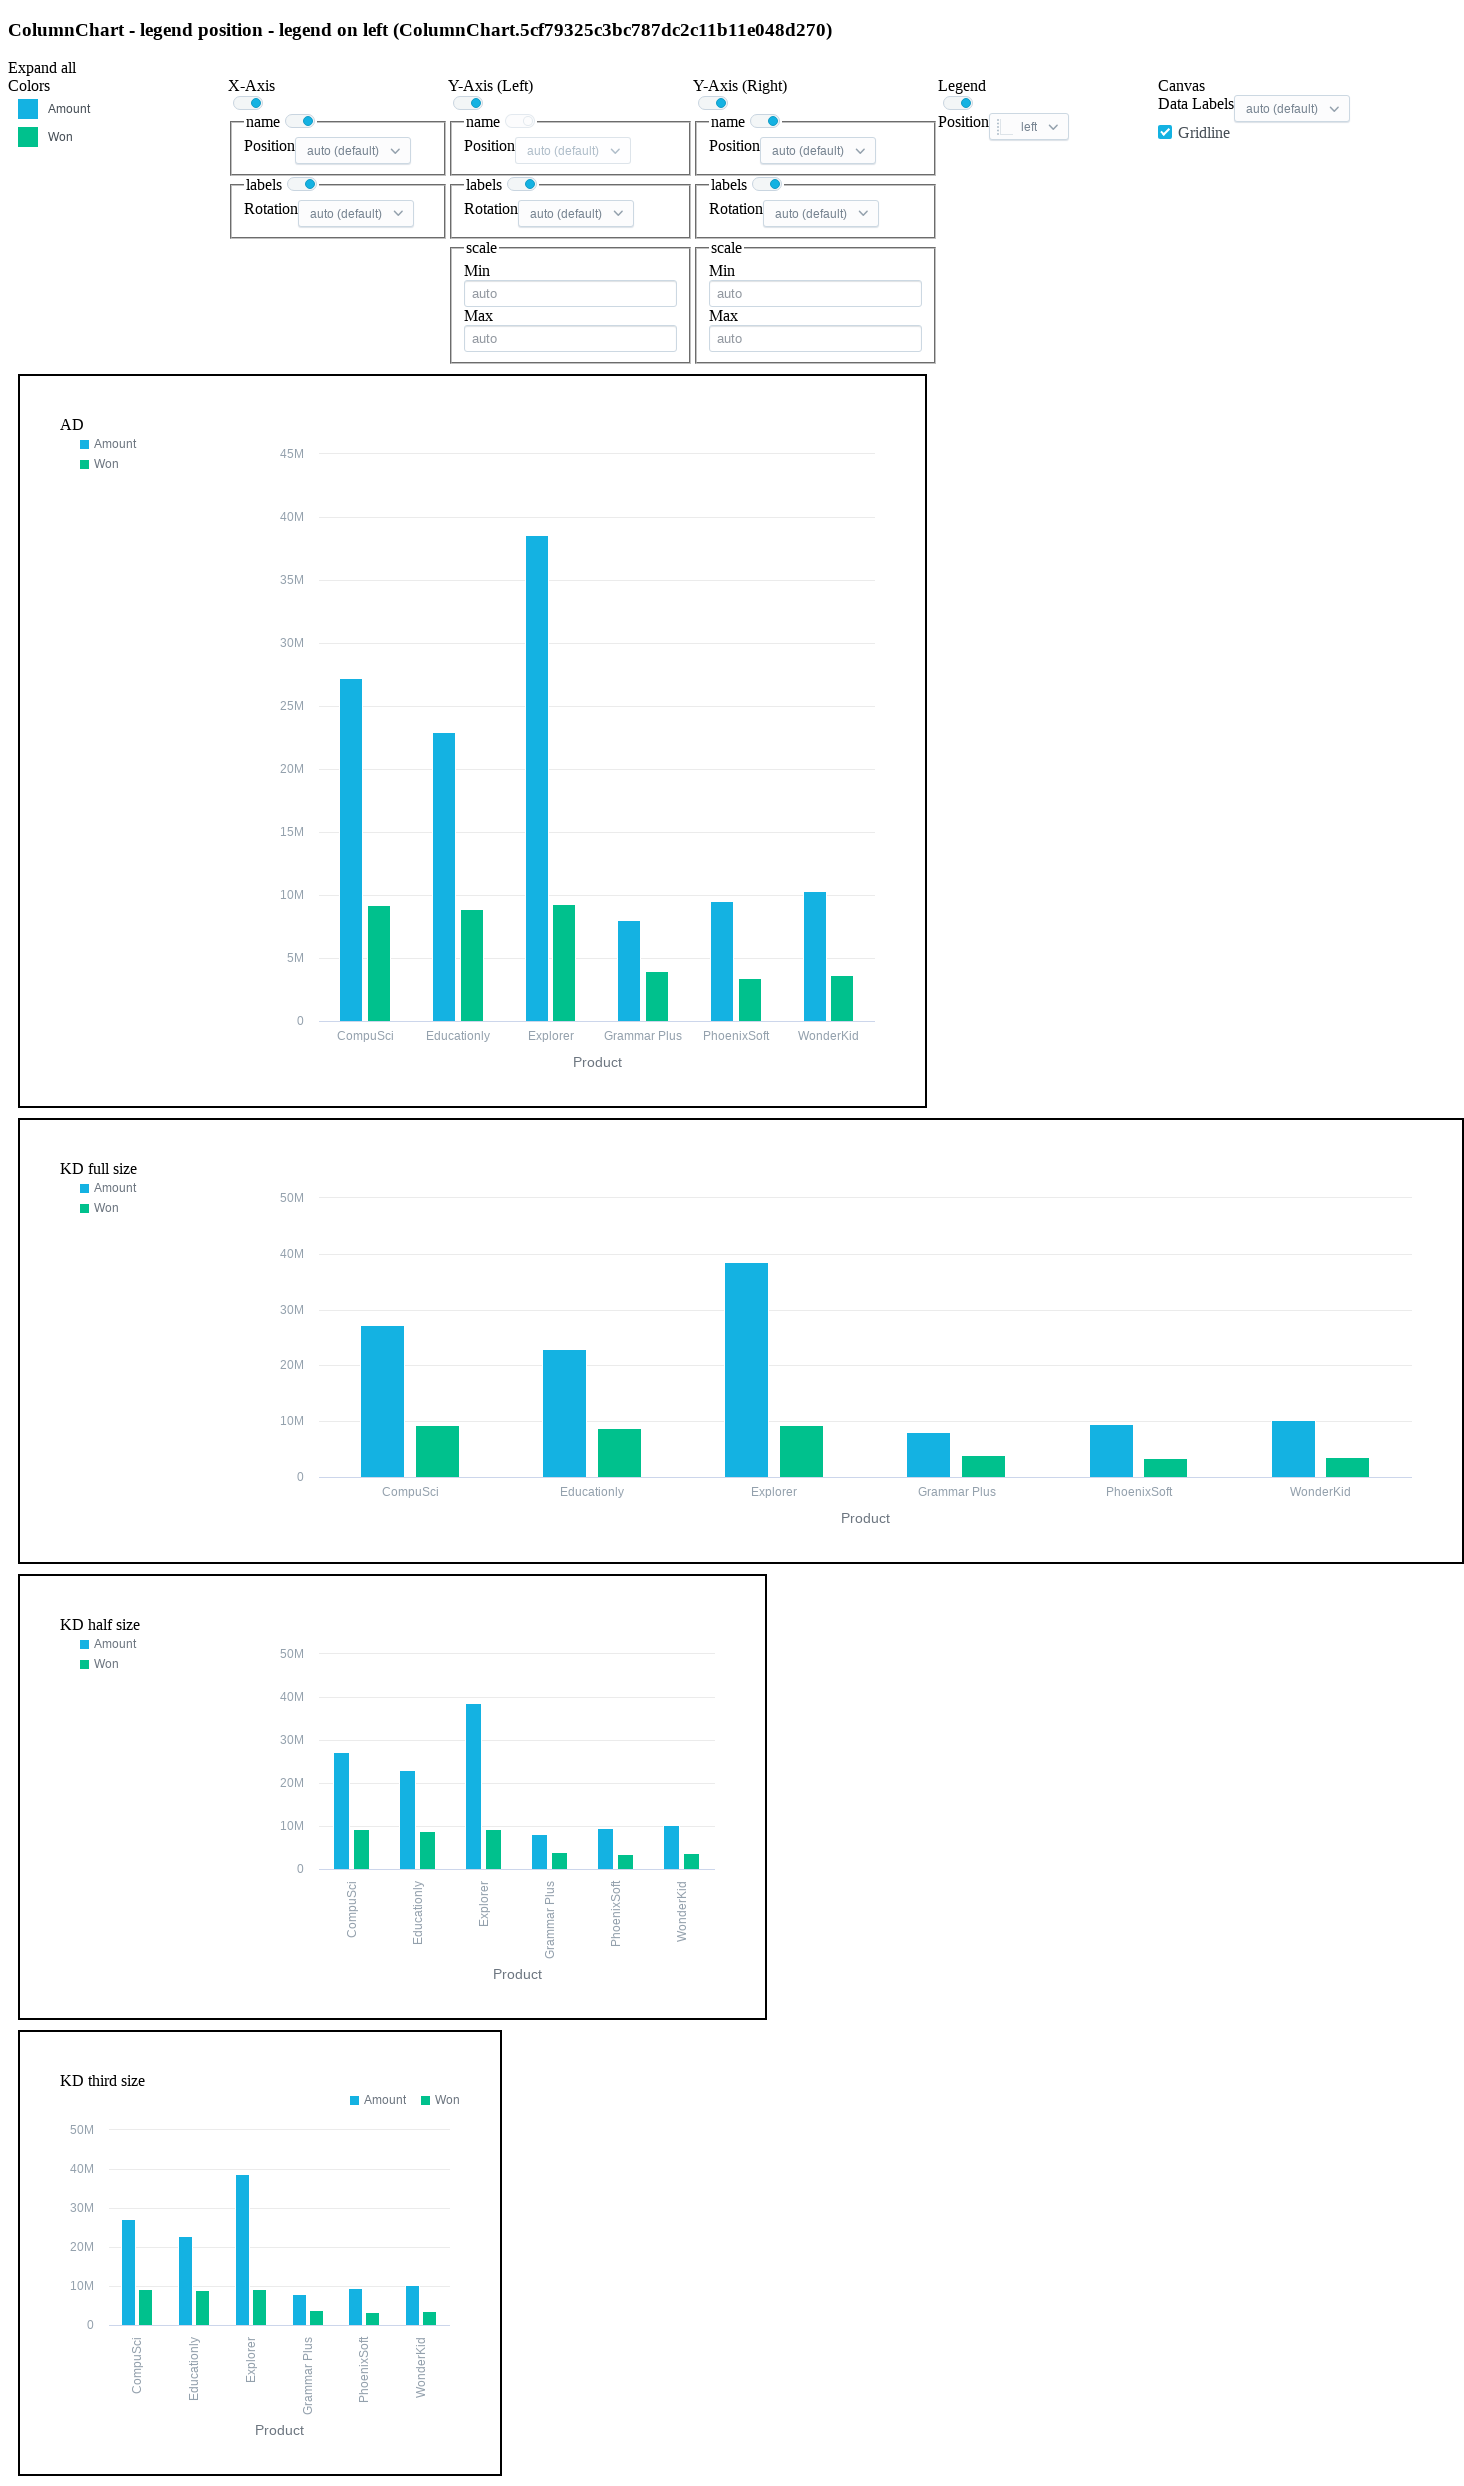 ColumnChart - legend position - legend on left (ColumnChart.5cf79325c3bc787dc2c11b11e048d270)
Expand all
Colors
Amount
Won
X-Axis
name
Position auto (default)
labels
Rotation auto (default)
Y-Axis (Left)
name
Position auto (default)
labels
Rotation auto (default)
scale
Min
auto
Max
auto
Y-Axis (Right)
name
Position auto (default)
labels
Rotation auto (default)
scale
Min
auto
Max
auto
Legend
Position left
Canvas
Data Labels auto (default)
Gridline
AD
Amount
Won
45M
40M
35M
30M
25M
20M
15M
10M
5M
0
CompuSci Educationly Explorer Grammar Plus PhoenixSoft WonderKid
Product
KD full size
Amount
Won
50M
40M
30M
20M
10M
0
CompuSci Educationly Explorer Grammar Plus PhoenixSoft WonderKid
Product
KD half size
Amount
Won
50M
40M
30M
20M
10M
0
CompuSci
Educationly
Explorer
Grammar Plus
PhoenixSoft
WonderKid
Product
KD third size
Amount Won
50M
40M
30M
20M
10M
0
CompuSci
Educationly
Explorer
Grammar Plus
PhoenixSoft
WonderKid
Product